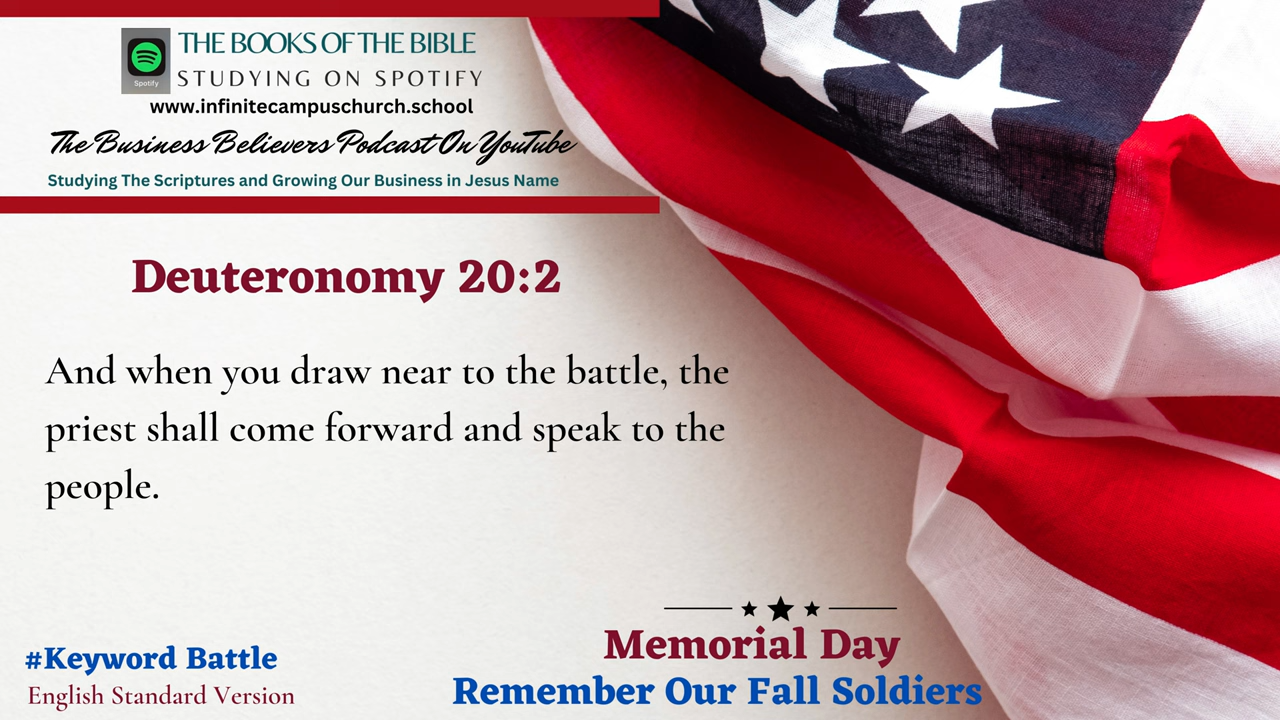 THE BOOKS OF THE BIBLE
STUDYING ON SPOTIFY
Spotify
www.infinitecampuschurch.school
The Business Believers Podcast On YouTube
Studying The Scriptures and Growing Our Business in Jesus Name
Deuteronomy 20:2
And when you draw near to the battle, the
priest shall come forward and speak to the
people.
#Keyword Battle
English Standard Version
Memorial Day
Remember Our Fall Soldiers